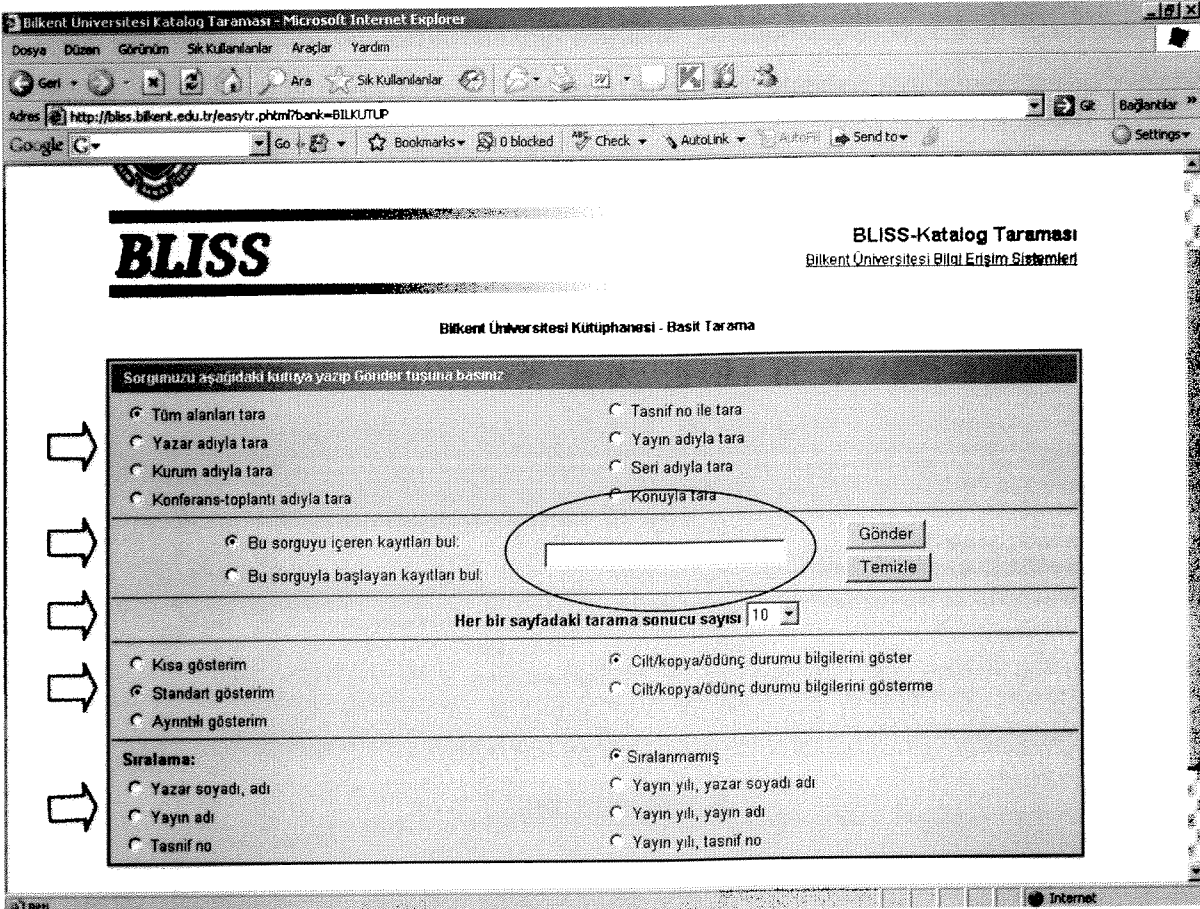 Bilkent Üniversitesi Katalog Taraması - Microsoft Internet Explorer
Dosya Düzen Görünüm Sık Kullanılanlar Araçlar Yardım
Geri Ara Sık Kullanılanlar
Adres http://bliss.bilkent.edu.tr/easytr.phtml?bank=BILKUTUP Git Bağlantılar »
Google G Go Bookmarks 0 blocked ABC Check AutoLink AutoFill Send to Settings
BLISS
BLISS-Katalog Taraması
Bilkent Üniversitesi Bilgi Erişim Sistemleri
Bilkent Üniversitesi Kütüphanesi - Basit Tarama
Sorgunuzu aşağıdaki kutuya yazıp Gönder tuşuna basınız
Tüm alanları tara Tasnif no ile tara
Yazar adıyla tara Yayın adıyla tara
Kurum adıyla tara Seri adıyla tara
Konferans-toplantı adıyla tara Konuyla tara
Bu sorguyu içeren kayıtları bul: Gönder
Bu sorguyla başlayan kayıtları bul: Temizle
Her bir sayfadaki tarama sonucu sayısı 10
Kısa gösterim Cilt/kopya/ödünç durumu bilgilerini göster
Standart gösterim Cilt/kopya/ödünç durumu bilgilerini gösterme
Ayrıntılı gösterim
Sıralama: Sıralanmamış
Yazar soyadı, adı Yayın yılı, yazar soyadı adı
Yayın adı Yayın yılı, yayın adı
Tasnif no Yayın yılı, tasnif no
Bitti Internet